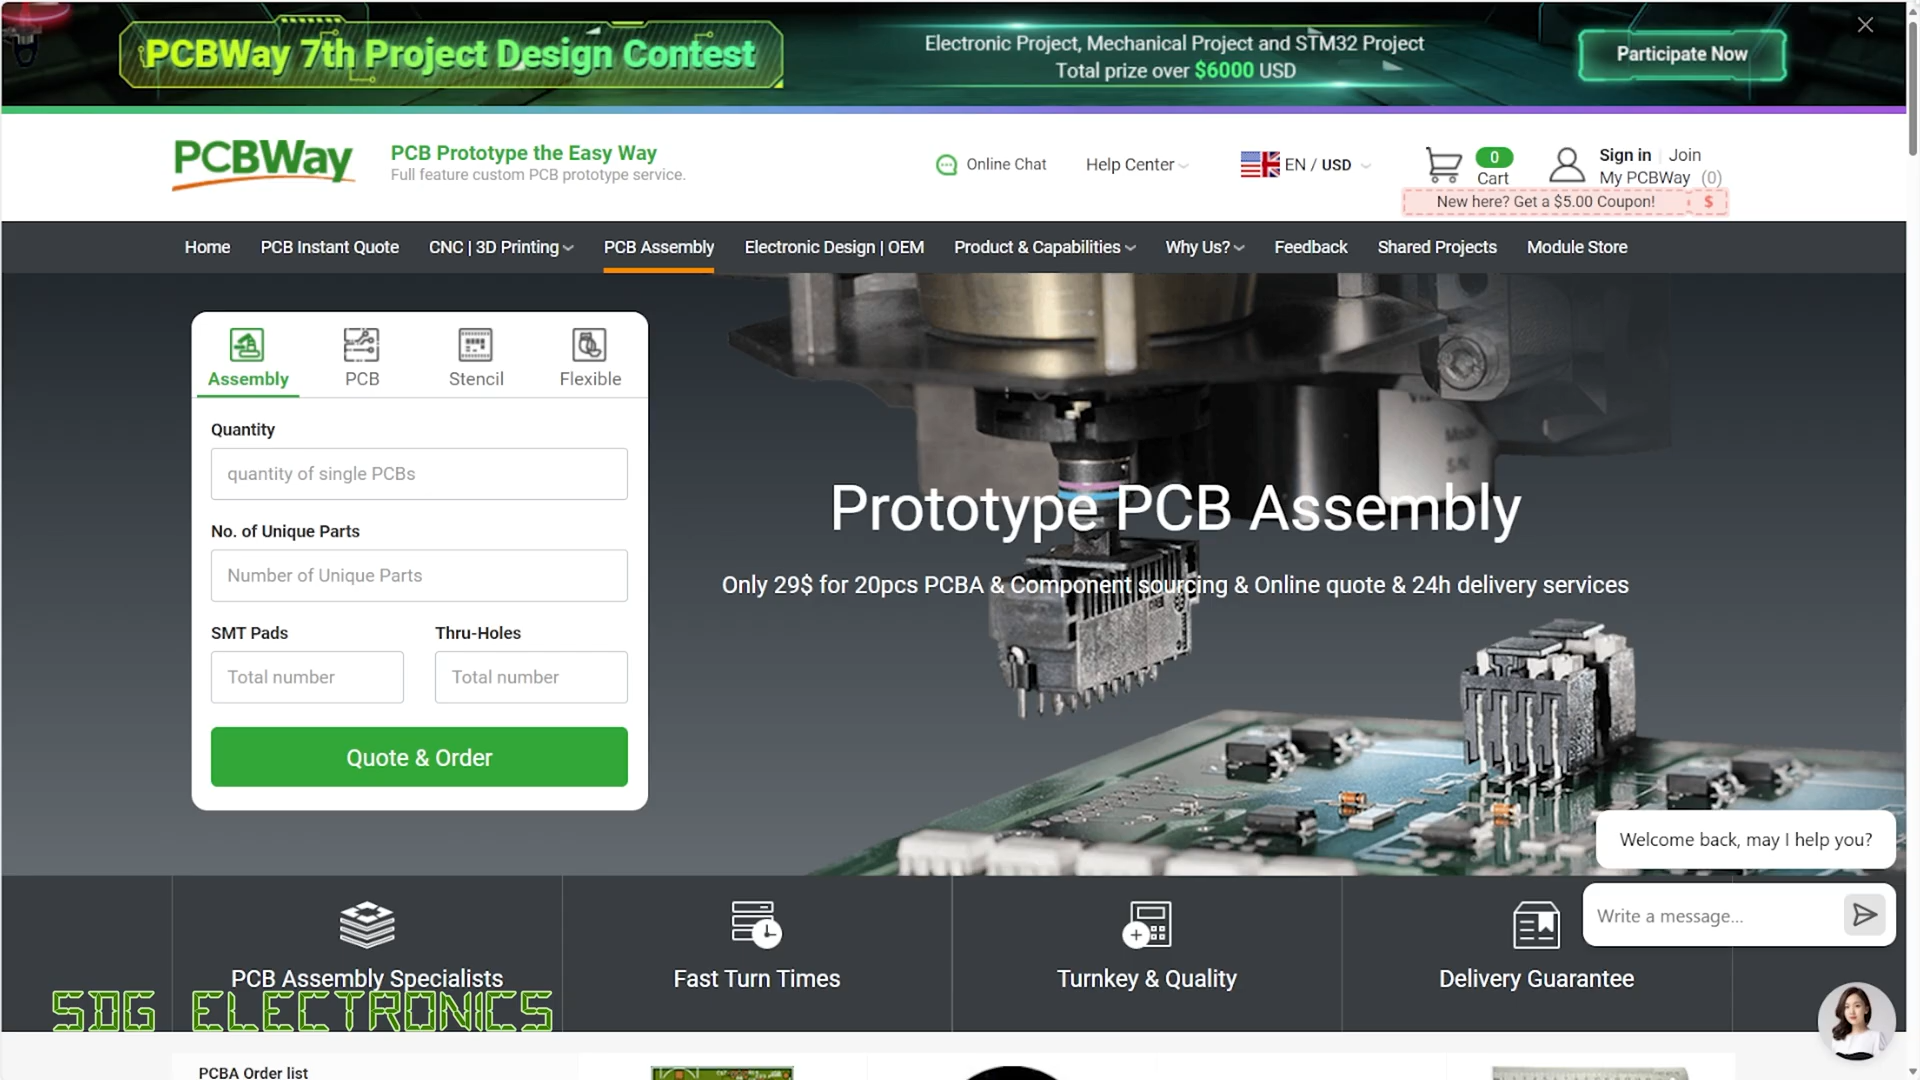 PCBWay 7th Project Design Contest
Electronic Project, Mechanical Project and STM32 Project
Total prize over $6000 USD
Participate Now
PCBWay
PCB Prototype the Easy Way
Full feature custom PCB prototype service.
Online Chat
Help Center
EN / USD
0
Cart
Sign in | Join
My PCBWay (0)
New here? Get a $5.00 Coupon!
$
Home
PCB Instant Quote
CNC | 3D Printing
PCB Assembly
Electronic Design | OEM
Product & Capabilities
Why Us?
Feedback
Shared Projects
Module Store
Assembly
PCB
Stencil
Flexible
Quantity
quantity of single PCBs
No. of Unique Parts
Number of Unique Parts
SMT Pads
Thru-Holes
Total number
Total number
Quote & Order
Prototype PCB Assembly
Only 29$ for 20pcs PCBA & Component sourcing & Online quote & 24h delivery services
Welcome back, may I help you?
Write a message...
PCB Assembly Specialists
Fast Turn Times
Turnkey & Quality
Delivery Guarantee
SDG ELECTRONICS
PCBA Order list